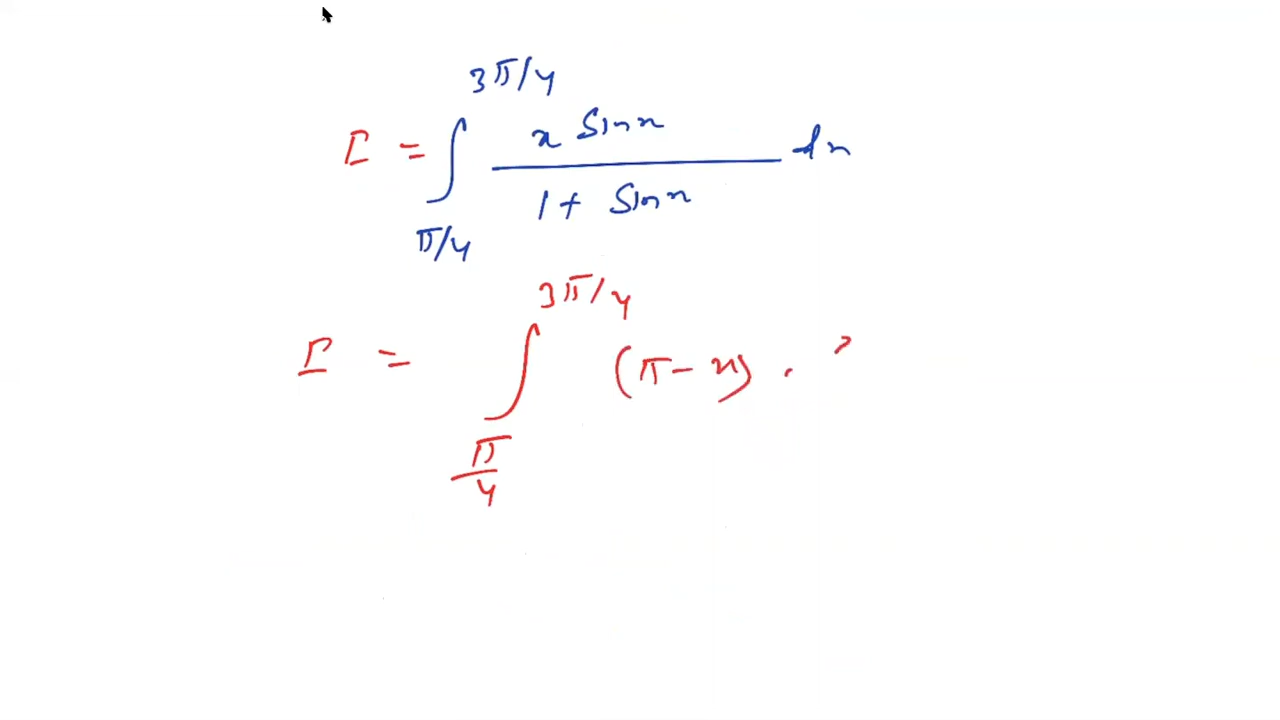 I = ∫_{π/4}^{3π/4} x sin x / 1 + sin x dx
I = ∫_{π/4}^{3π/4} (π - x) .